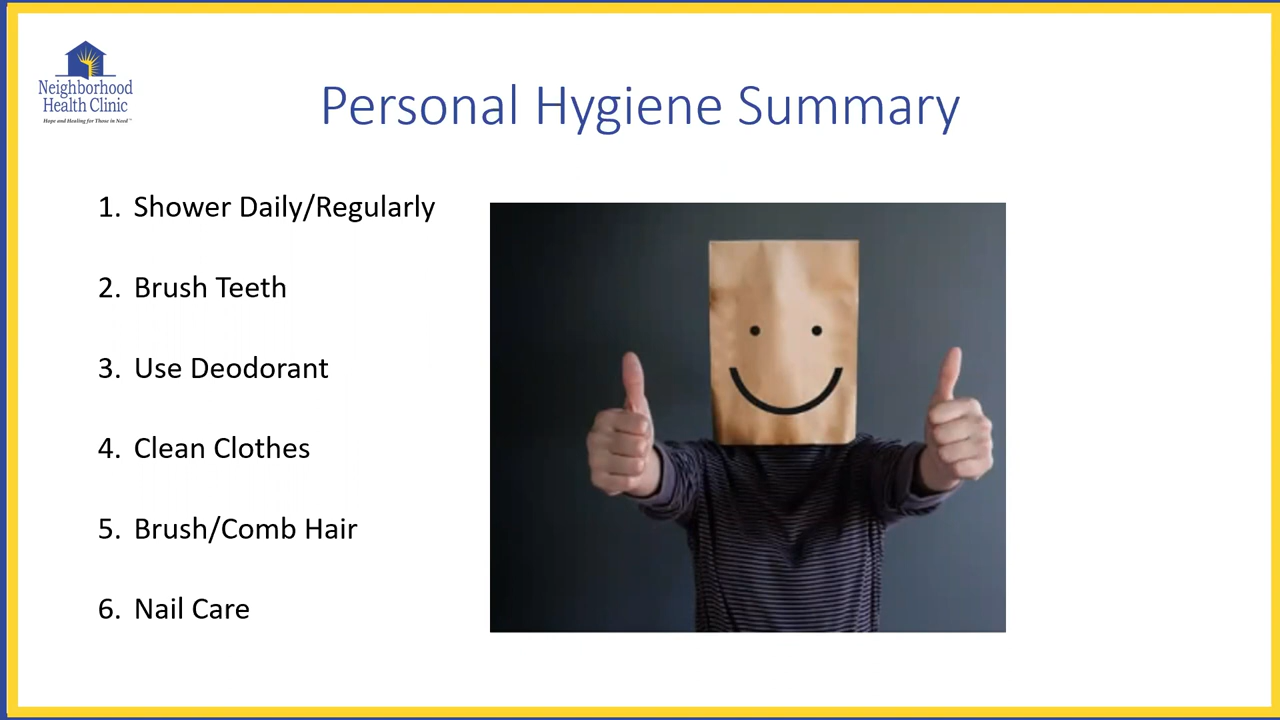 Neighborhood
Health Clinic
Hope and Healing for Those in Need™
Personal Hygiene Summary
1. Shower Daily/Regularly
2. Brush Teeth
3. Use Deodorant
4. Clean Clothes
5. Brush/Comb Hair
6. Nail Care